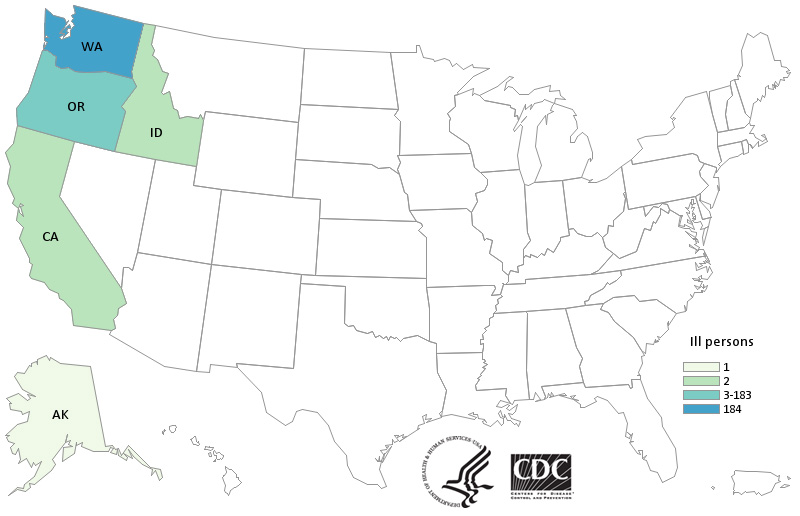 WA
OR
ID
CA
AK
Ill persons
1
2
3-183
184
DEPARTMENT OF HEALTH & HUMAN SERVICES·USA
CDC
CENTERS FOR DISEASE
CONTROL AND PREVENTION